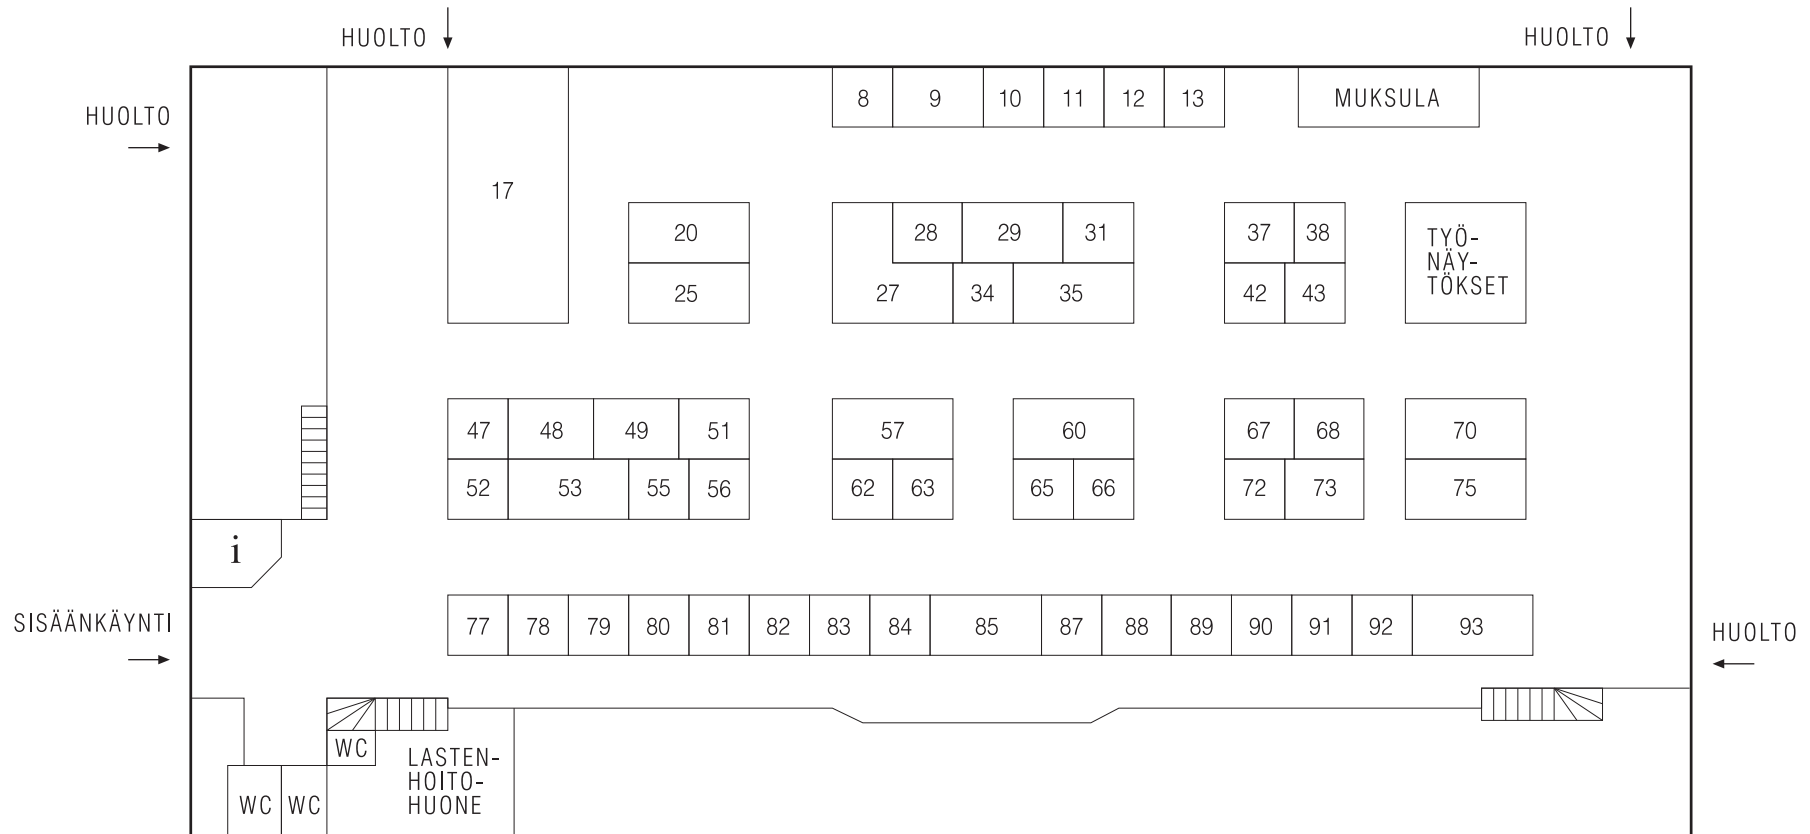 HUOLTO
HUOLTO
HUOLTO
8 9 10 11 12 13
MUKSULA
17
20
28 29 31
37 38
TYÖ-
NÄY-
TÖKSET
25
27 34 35
42 43
47 48 49 51
57
60
67 68
70
52 53 55 56
62 63
65 66
72 73
75
i
SISÄÄNKÄYNTI
77 78 79 80 81 82 83 84 85 87 88 89 90 91 92 93
HUOLTO
WC
LASTEN-
HOITO-
HUONE
WC WC